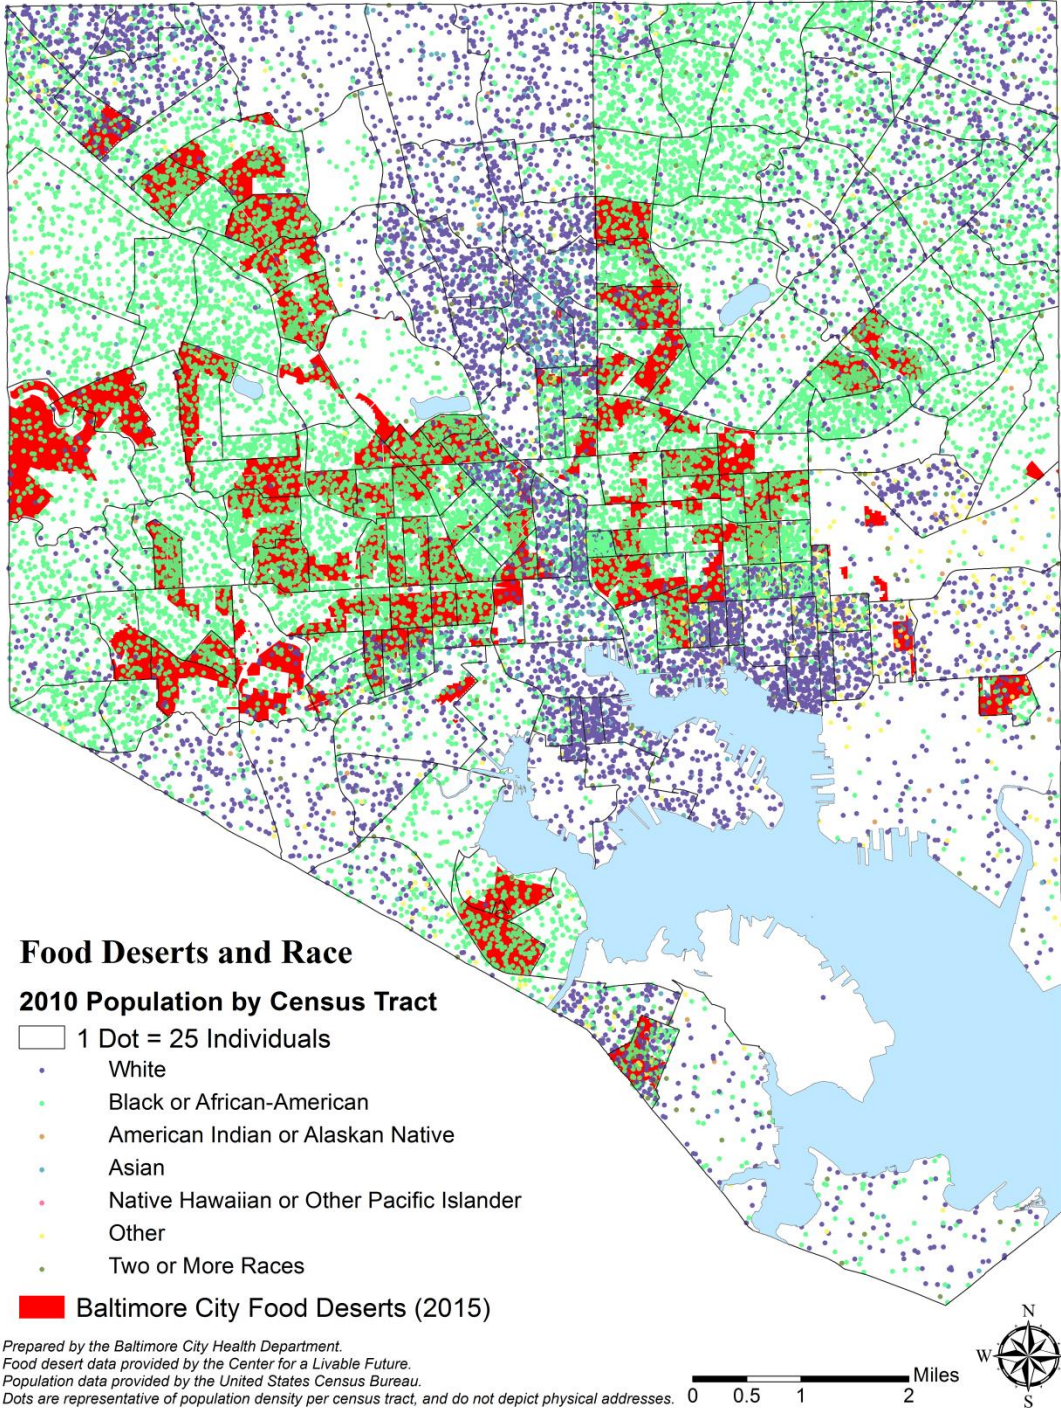 Food Deserts and Race
2010 Population by Census Tract
1 Dot = 25 Individuals
White
Black or African-American
American Indian or Alaskan Native
Asian
Native Hawaiian or Other Pacific Islander
Other
Two or More Races
Baltimore City Food Deserts (2015)
Prepared by the Baltimore City Health Department.
Food desert data provided by the Center for a Livable Future.
Population data provided by the United States Census Bureau.
Dots are representative of population density per census tract, and do not depict physical addresses.
Miles
0 0.5 1 2
N
W E
S